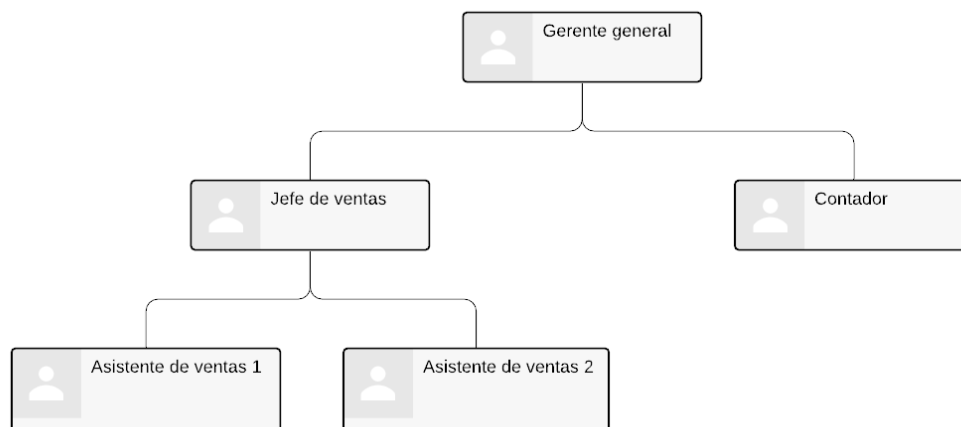 Gerente general
Jefe de ventas
Contador
Asistente de ventas 1
Asistente de ventas 2